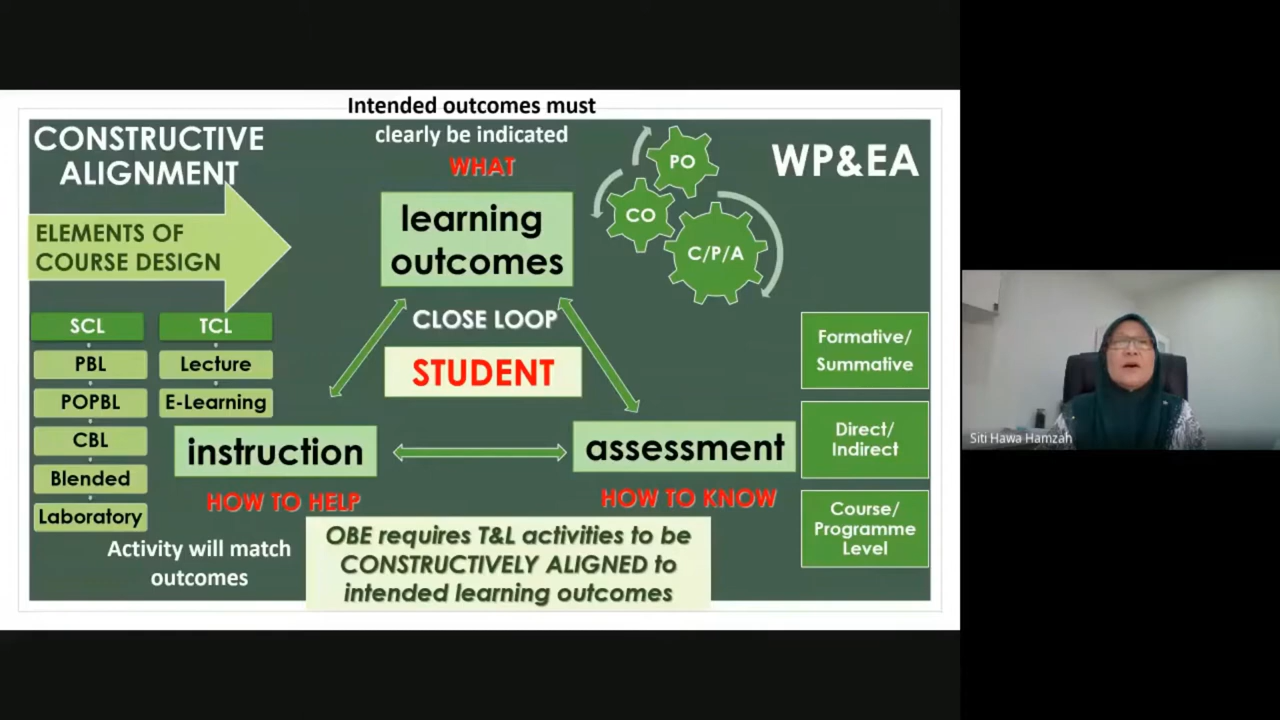 Intended outcomes must
clearly be indicated
WHAT
CONSTRUCTIVE
ALIGNMENT
WP&EA
PO
CO
C/P/A
ELEMENTS OF
COURSE DESIGN
learning
outcomes
CLOSE LOOP
STUDENT
SCL
PBL
POPBL
CBL
Blended
Laboratory
TCL
Lecture
E-Learning
instruction
HOW TO HELP
Activity will match
outcomes
assessment
HOW TO KNOW
Formative/
Summative
Direct/
Indirect
Course/
Programme
Level
OBE requires T&L activities to be
CONSTRUCTIVELY ALIGNED to
intended learning outcomes
Siti Hawa Hamzah